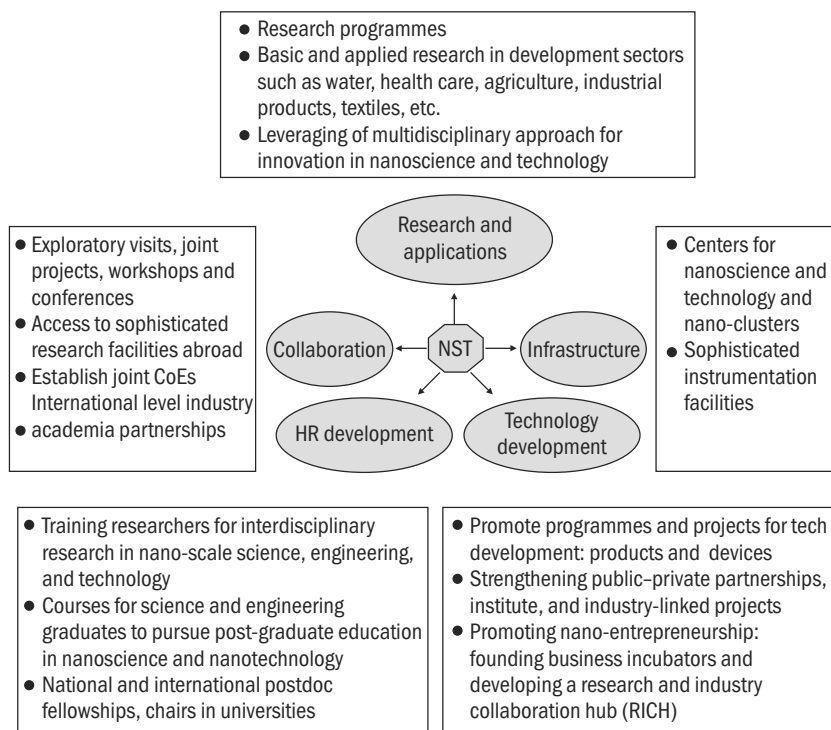 ● Research programmes
● Basic and applied research in development sectors
such as water, health care, agriculture, industrial
products, textiles, etc.
● Leveraging of multidisciplinary approach for
innovation in nanoscience and technology
● Exploratory visits, joint
projects, workshops and
conferences
● Access to sophisticated
research facilities abroad
● Establish joint CoEs
International level industry
● academia partnerships
Research and
applications
Collaboration
NST
Infrastructure
HR development
Technology
development
● Centers for
nanoscience and
technology and
nano-clusters
● Sophisticated
instrumentation
facilities
● Training researchers for interdisciplinary
research in nano-scale science, engineering,
and technology
● Courses for science and engineering
graduates to pursue post-graduate education
in nanoscience and nanotechnology
● National and international postdoc
fellowships, chairs in universities
● Promote programmes and projects for tech
development: products and devices
● Strengthening public–private partnerships,
institute, and industry-linked projects
● Promoting nano-entrepreneurship:
founding business incubators and
developing a research and industry
collaboration hub (RICH)